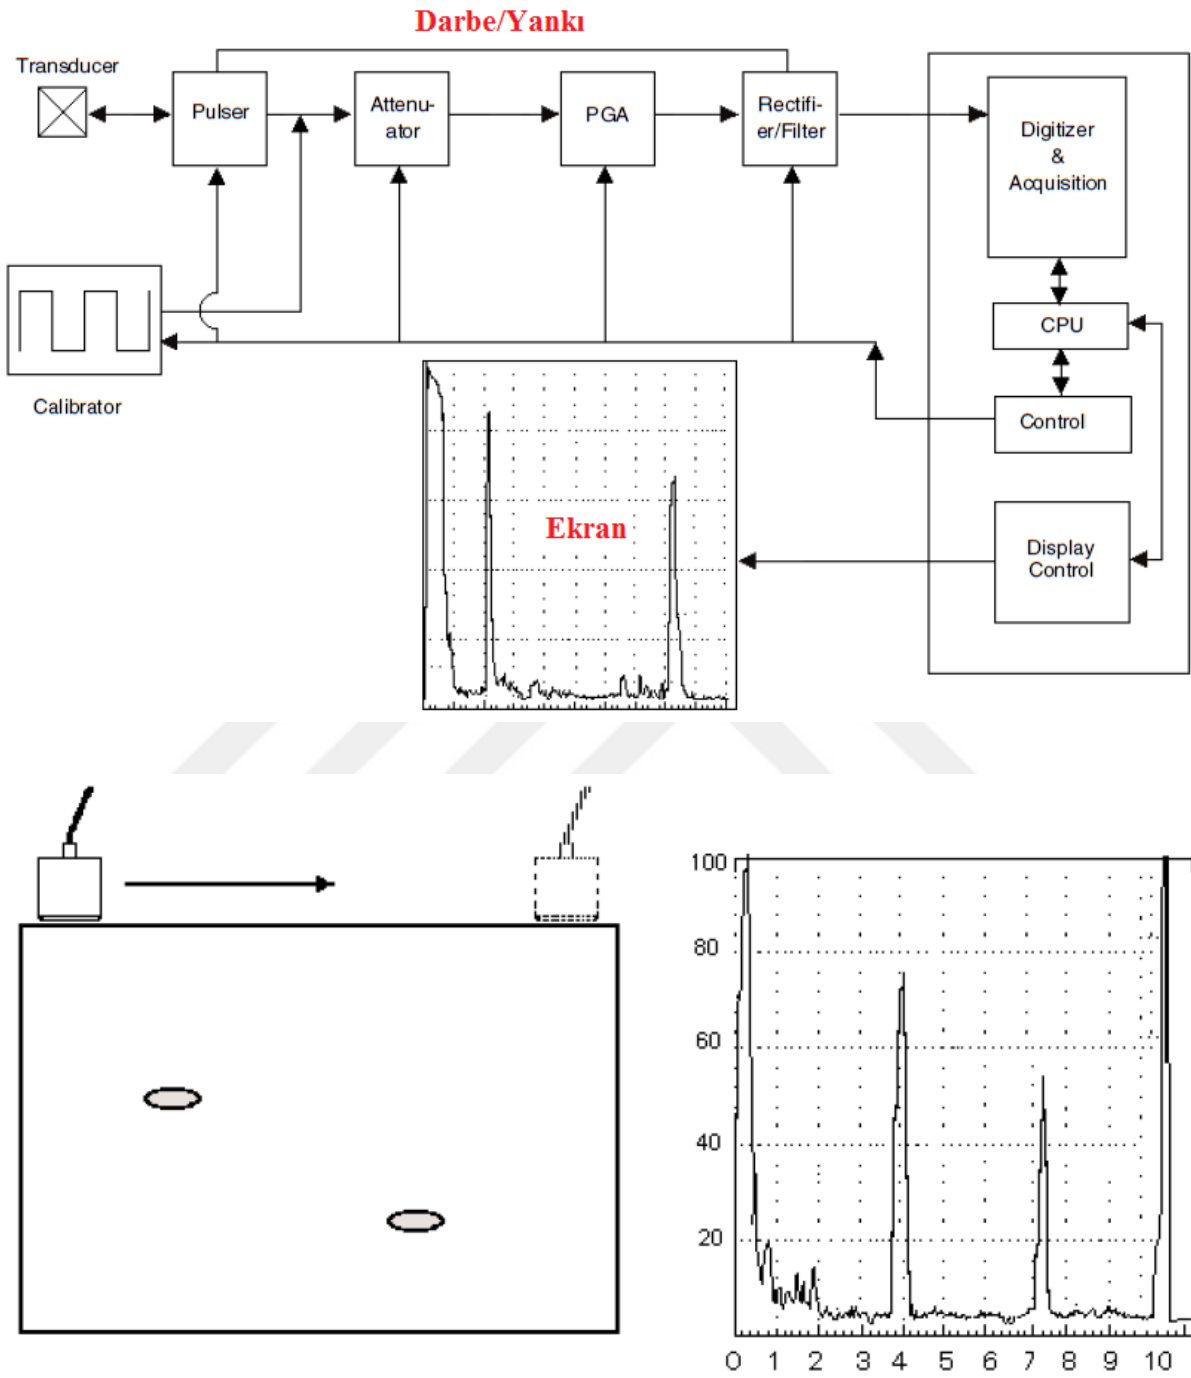 Darbe/Yankı
Transducer
Pulser
Attenu-
ator
PGA
Rectifi-
er/Filter
Digitizer
&
Acquisition
CPU
Control
Calibrator
Ekran
Display
Control
100
80
60
40
20
0 1 2 3 4 5 6 7 8 9 10